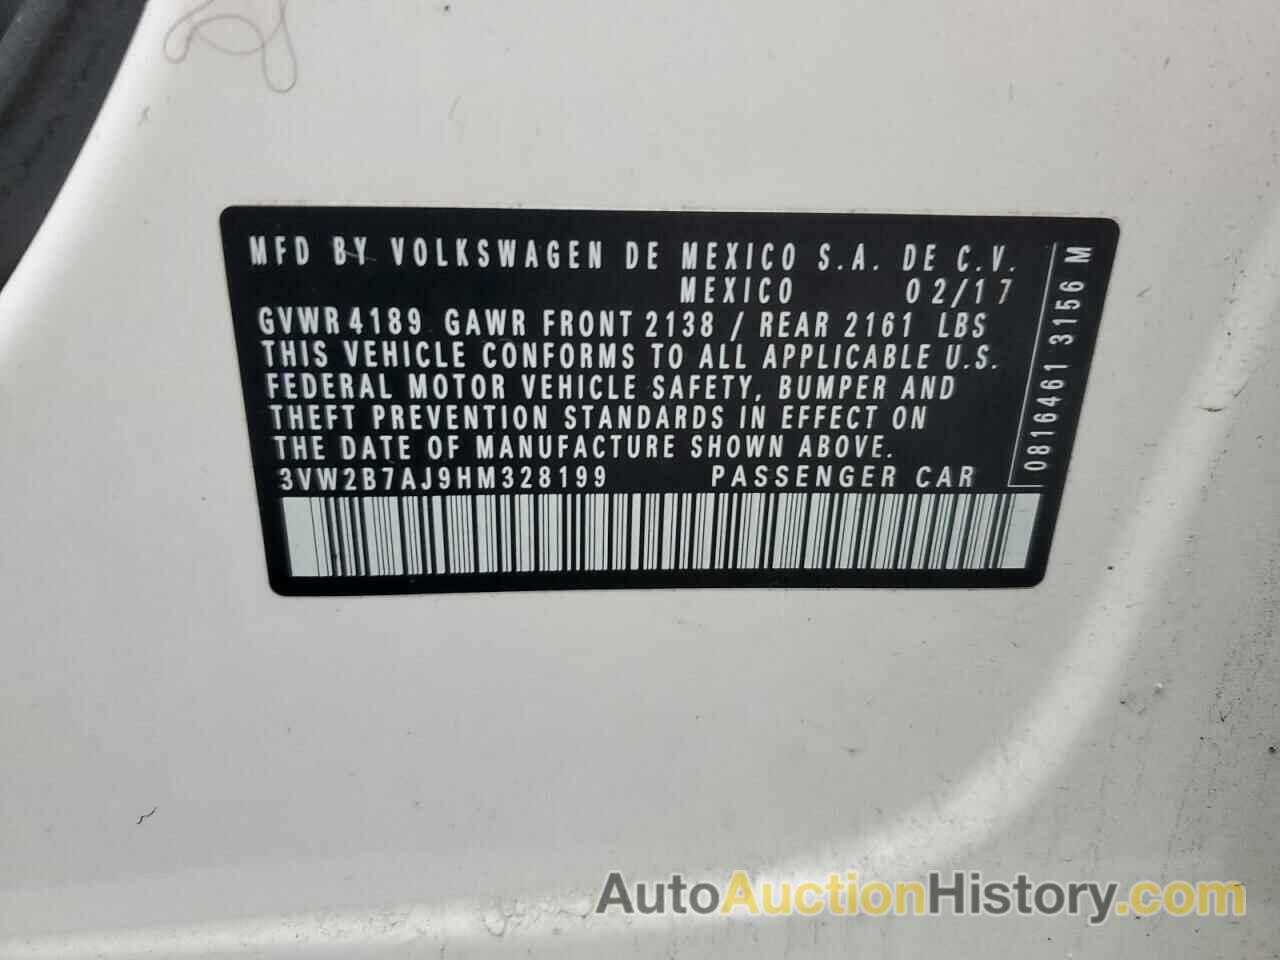 MFD BY VOLKSWAGEN DE MEXICO S.A. DE C.V.
MEXICO 02/17
GVWR 4189 GAWR FRONT 2138 / REAR 2161 LBS
THIS VEHICLE CONFORMS TO ALL APPLICABLE U.S.
FEDERAL MOTOR VEHICLE SAFETY, BUMPER AND
THEFT PREVENTION STANDARDS IN EFFECT ON
THE DATE OF MANUFACTURE SHOWN ABOVE.
3VW2B7AJ9HM328199 PASSENGER CAR
0816461 3156 M
AutoAuctionHistory.com